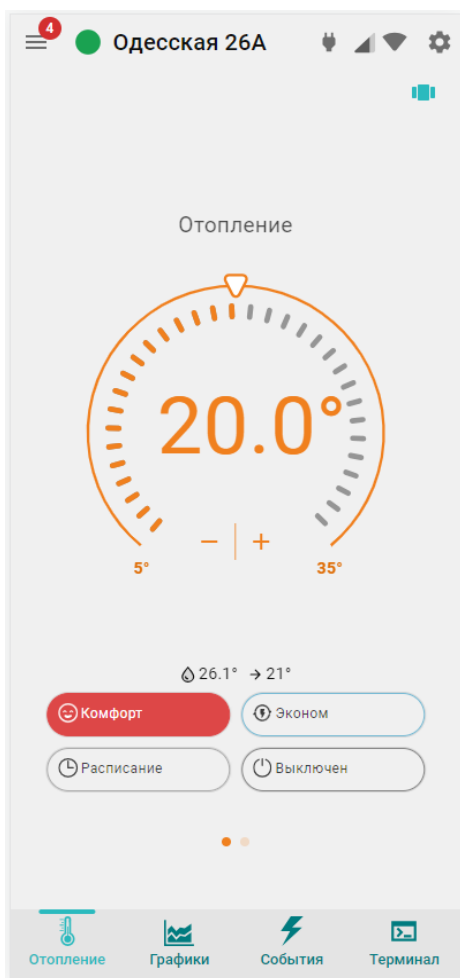 4
Одесская 26А
Отопление
20.0°
− | +
5°
35°
26.1° → 21°
Комфорт
Эконом
Расписание
Выключен
Отопление
Графики
События
Терминал